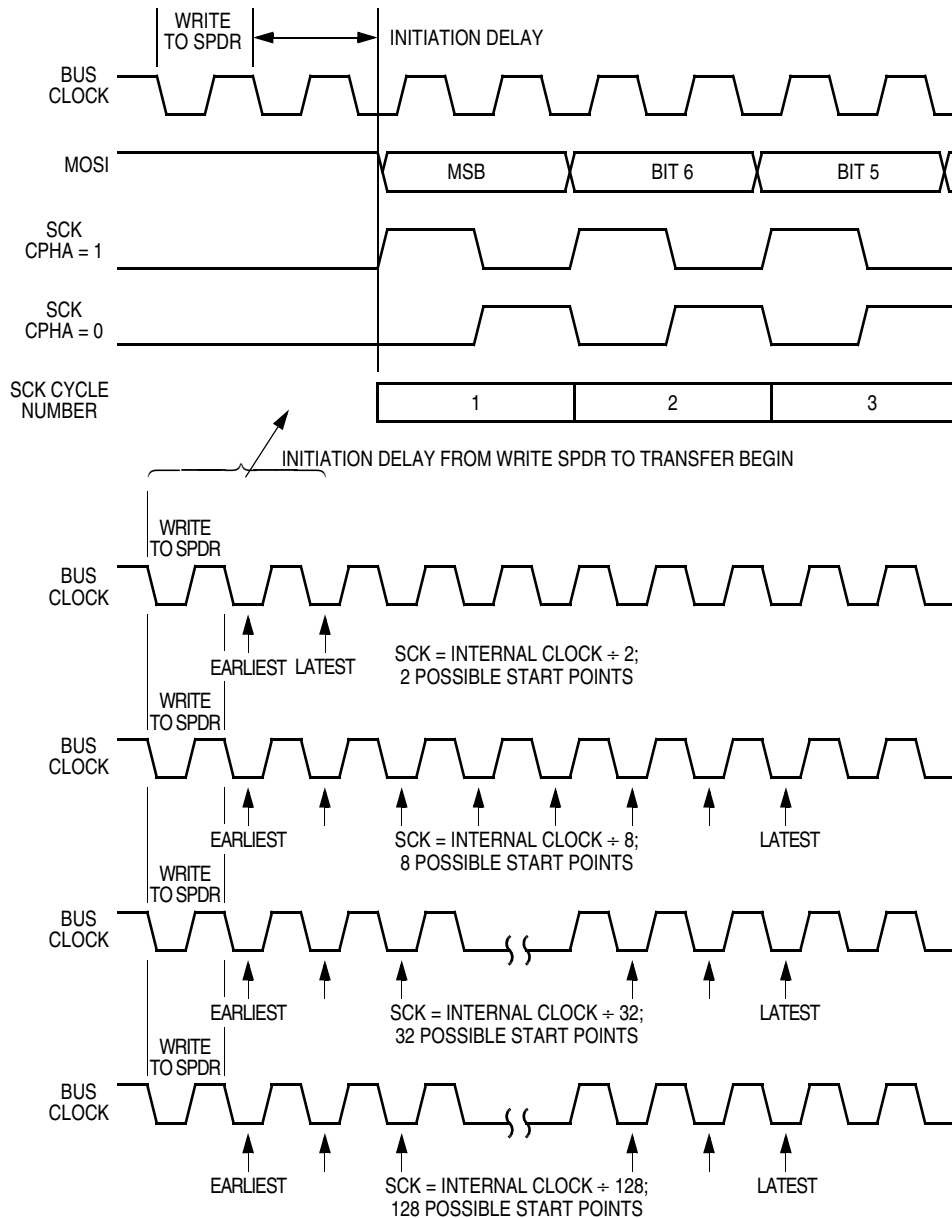 WRITE
TO SPDR
INITIATION DELAY
BUS
CLOCK
MOSI
MSB
BIT 6
BIT 5
SCK
CPHA = 1
SCK
CPHA = 0
SCK CYCLE
NUMBER
1
2
3
INITIATION DELAY FROM WRITE SPDR TO TRANSFER BEGIN
WRITE
TO SPDR
BUS
CLOCK
EARLIEST
LATEST
SCK = INTERNAL CLOCK ÷ 2;
2 POSSIBLE START POINTS
WRITE
TO SPDR
BUS
CLOCK
EARLIEST
SCK = INTERNAL CLOCK ÷ 8;
8 POSSIBLE START POINTS
LATEST
WRITE
TO SPDR
BUS
CLOCK
EARLIEST
SCK = INTERNAL CLOCK ÷ 32;
32 POSSIBLE START POINTS
LATEST
WRITE
TO SPDR
BUS
CLOCK
EARLIEST
SCK = INTERNAL CLOCK ÷ 128;
128 POSSIBLE START POINTS
LATEST